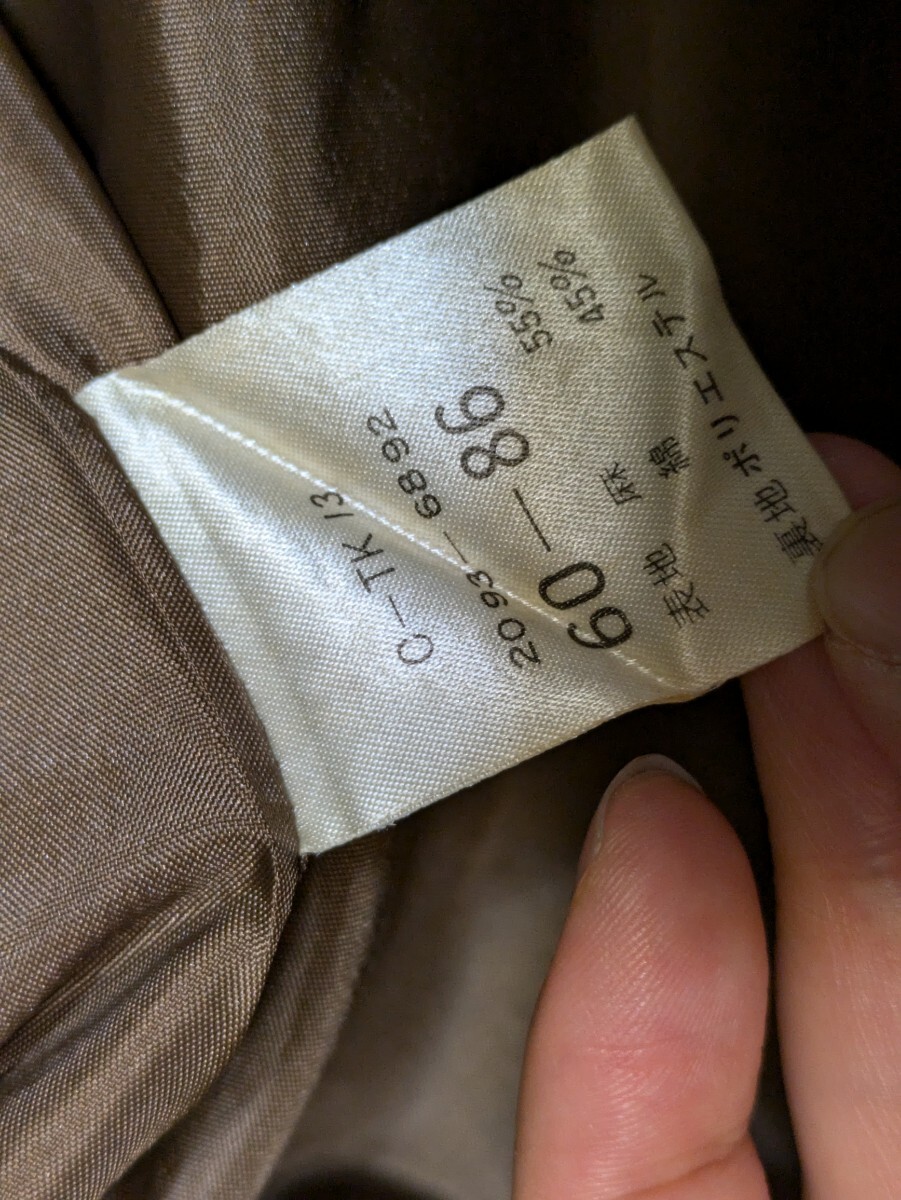 O-TK 13
2093-6892
60-86
表地 麻 55%
綿 45%
裏地ポリエステル